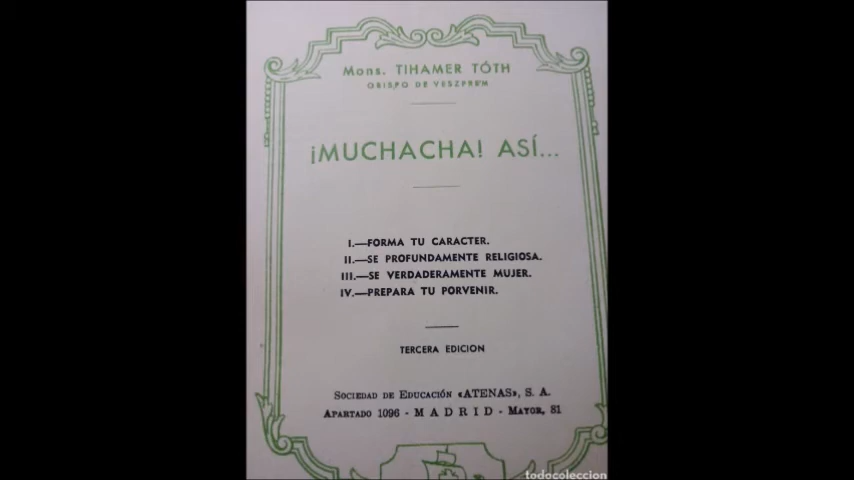 Mons. TIHAMER TÓTH
OBISPO DE VESZPREM
¡MUCHACHA! ASÍ...
I.—FORMA TU CARACTER.
II.—SE PROFUNDAMENTE RELIGIOSA.
III.—SE VERDADERAMENTE MUJER.
IV.—PREPARA TU PORVENIR.
TERCERA EDICION
SOCIEDAD DE EDUCACIÓN «ATENAS», S. A.
APARTADO 1096 - MADRID - MAYOR, 81
todocoleccion